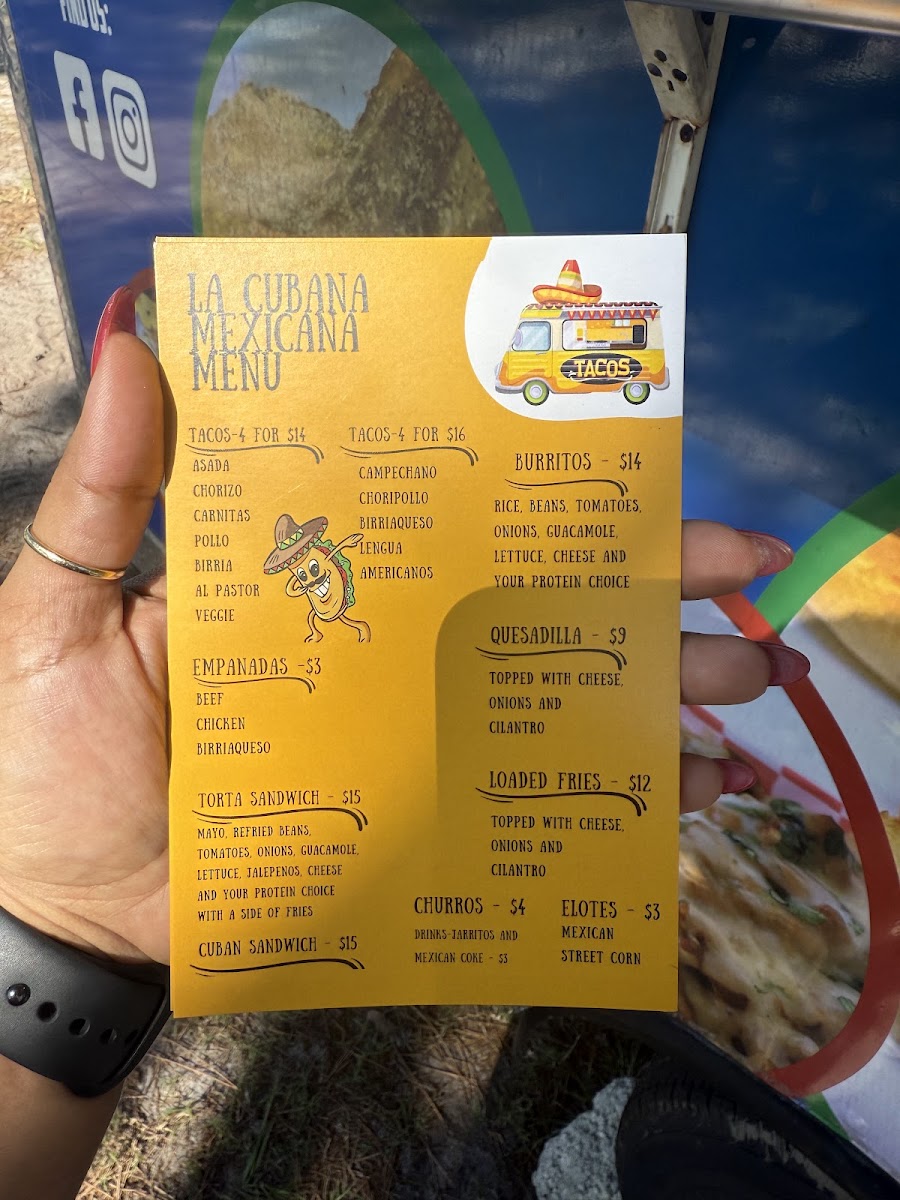 FIND US:
LA CUBANA
MEXICANA
MENU
TACOS
TACOS-4 FOR $14
ASADA
CHORIZO
CARNITAS
POLLO
BIRRIA
AL PASTOR
VEGGIE
TACOS-4 FOR $16
CAMPECHANO
CHORIPOLLO
BIRRIAQUESO
LENGUA
AMERICANOS
EMPANADAS -$3
BEEF
CHICKEN
BIRRIAQUESO
TORTA SANDWICH - $15
MAYO, REFRIED BEANS,
TOMATOES, ONIONS, GUACAMOLE,
LETTUCE, JALEPENOS, CHEESE
AND YOUR PROTEIN CHOICE
WITH A SIDE OF FRIES
CUBAN SANDWICH - $15
BURRITOS - $14
RICE, BEANS, TOMATOES,
ONIONS, GUACAMOLE,
LETTUCE, CHEESE AND
YOUR PROTEIN CHOICE
QUESADILLA - $9
TOPPED WITH CHEESE,
ONIONS AND
CILANTRO
LOADED FRIES - $12
TOPPED WITH CHEESE,
ONIONS AND
CILANTRO
CHURROS - $4
DRINKS-JARRITOS AND
MEXICAN COKE - $3
ELOTES - $3
MEXICAN
STREET CORN